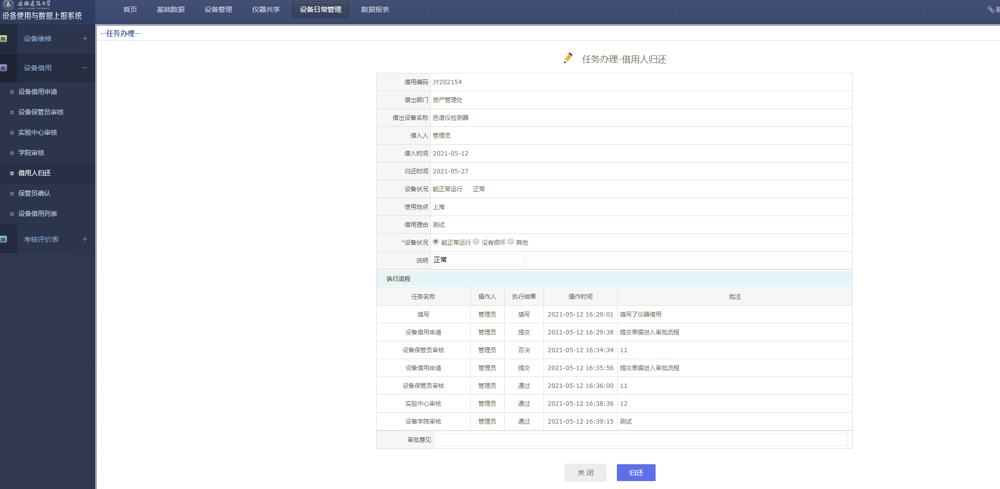 安徽建筑大学
ANHUI JIANZHU UNIVERSITY
设备使用与数据上报系统
首页 基础数据 设备管理 仪器共享 设备日常管理 数据报表
前
设备维修 +
设备借用 −
设备借用申请
设备保管员审核
实验中心审核
学院审核
借用人归还
保管员确认
设备借用列表
考核评价表 +
--任务办理--
任务办理-借用人归还
借用编码 JY202154
借出部门 资产管理处
借出设备名称 色谱仪检测器
借入人 管理员
借入时间 2021-05-12
归还时间 2021-05-27
设备状况 能正常运行 正常
使用地点 上海
借用理由 测试
*设备状况 能正常运行 没有损坏 其他
说明 正常
执行流程
任务名称 操作人 执行结果 操作时间 批注
填写 管理员 填写 2021-05-12 16:29:01 填写了仪器借用
设备借用申请 管理员 提交 2021-05-12 16:29:38 提交单据进入审批流程
设备保管员审核 管理员 否决 2021-05-12 16:34:34 11
设备借用申请 管理员 提交 2021-05-12 16:35:56 提交单据进入审批流程
设备保管员审核 管理员 通过 2021-05-12 16:36:00 11
实验中心审核 管理员 通过 2021-05-12 16:38:36 12
设备学院审核 管理员 通过 2021-05-12 16:39:15 测试
审批意见
关 闭 归还